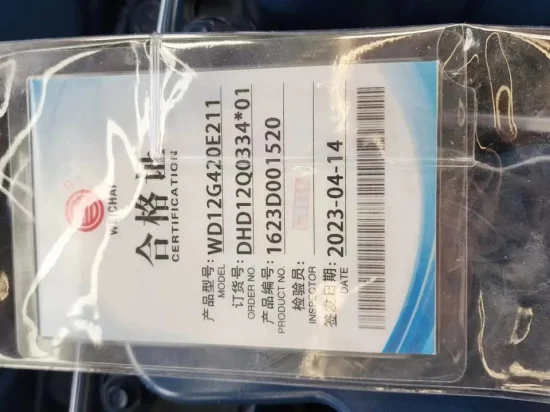 WEICHAI
合格证
CERTIFICATION
产品型号: WD12G420E211
MODEL
订货号: DHD12Q0334*01
ORDER NO.
产品编号: 1623D001520
PRODUCT NO.
检验员:
INSPECTOR
签发日期: 2023-04-14
DATE